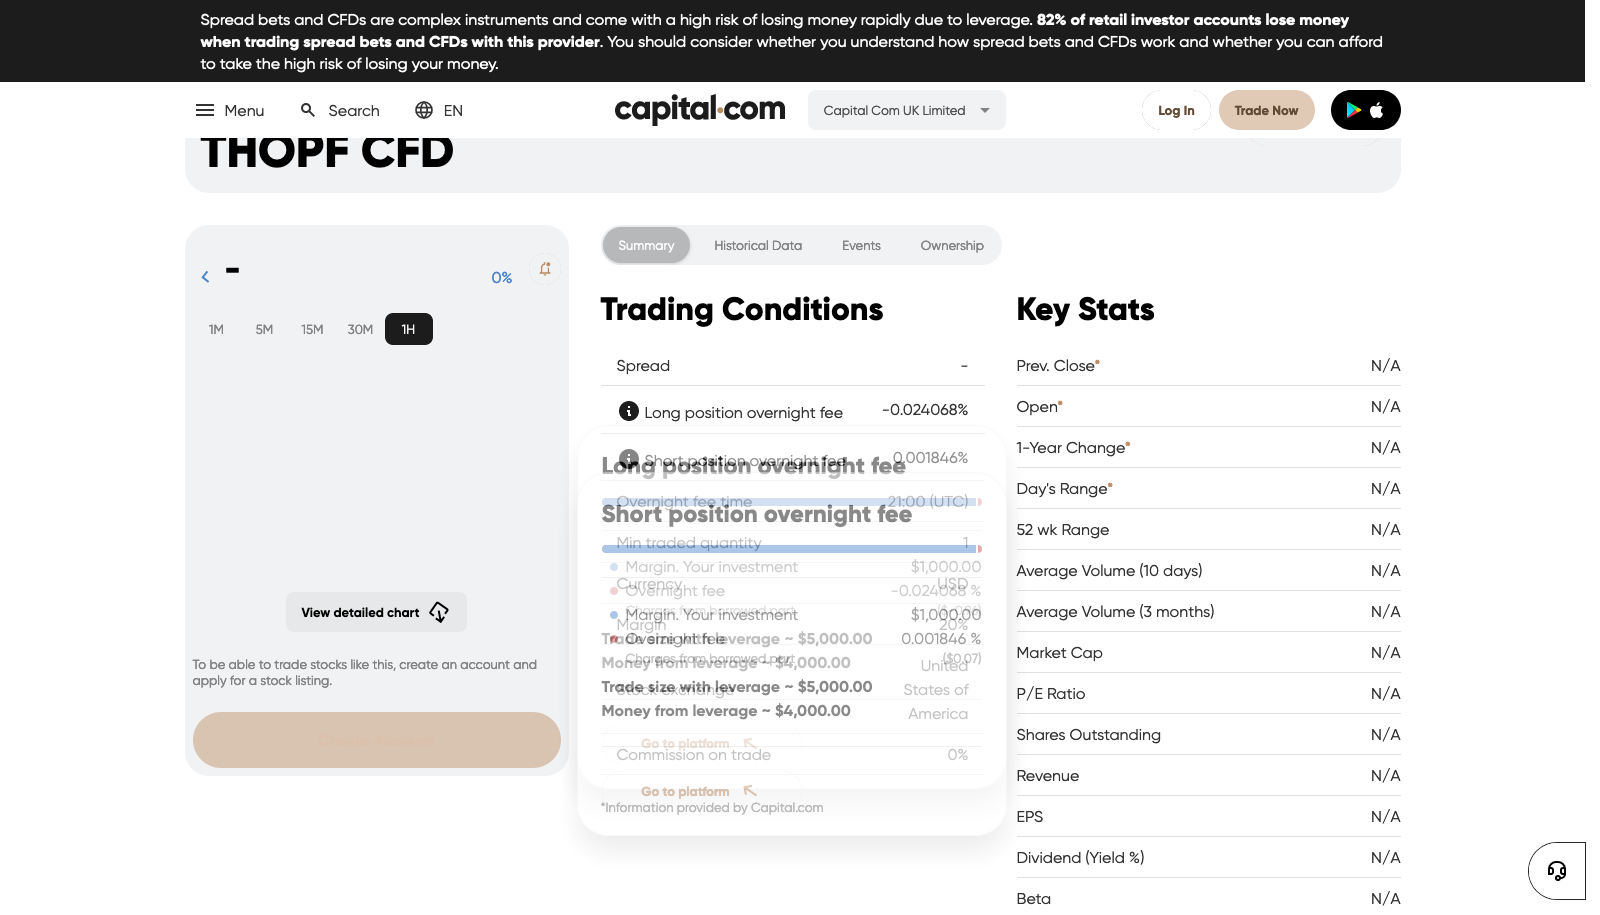 Spread bets and CFDs are complex instruments and come with a high risk of losing money rapidly due to leverage. 82% of retail investor accounts lose money
when trading spread bets and CFDs with this provider. You should consider whether you understand how spread bets and CFDs work and whether you can afford
to take the high risk of losing your money.
Menu
Search
EN
capital.com
Capital Com UK Limited
Log In
Trade Now
THOPF CFD
-
0%
1M
5M
15M
30M
1H
View detailed chart
To be able to trade stocks like this, create an account and
apply for a stock listing.
Summary
Historical Data
Events
Ownership
Trading Conditions
Spread -
Long position overnight fee -0.024068%
Short position overnight fee 0.001846%
Overnight fee time 21:00 (UTC)
Min traded quantity 1
Currency USD
Margin 20%
Stock exchange United
States of
America
Commission on trade 0%
*Information provided by Capital.com
Long position overnight fee
Margin. Your investment $1,000.00
Overnight fee -0.024068 %
Charges from borrowed part
Trade size with leverage ~ $5,000.00
Money from leverage ~ $4,000.00
Go to platform
Short position overnight fee
Margin. Your investment $1,000.00
Overnight fee 0.001846 %
Charges from borrowed part ($0.07)
Trade size with leverage ~ $5,000.00
Money from leverage ~ $4,000.00
Go to platform
Key Stats
Prev. Close* N/A
Open* N/A
1-Year Change* N/A
Day's Range* N/A
52 wk Range N/A
Average Volume (10 days) N/A
Average Volume (3 months) N/A
Market Cap N/A
P/E Ratio N/A
Shares Outstanding N/A
Revenue N/A
EPS N/A
Dividend (Yield %) N/A
Beta N/A